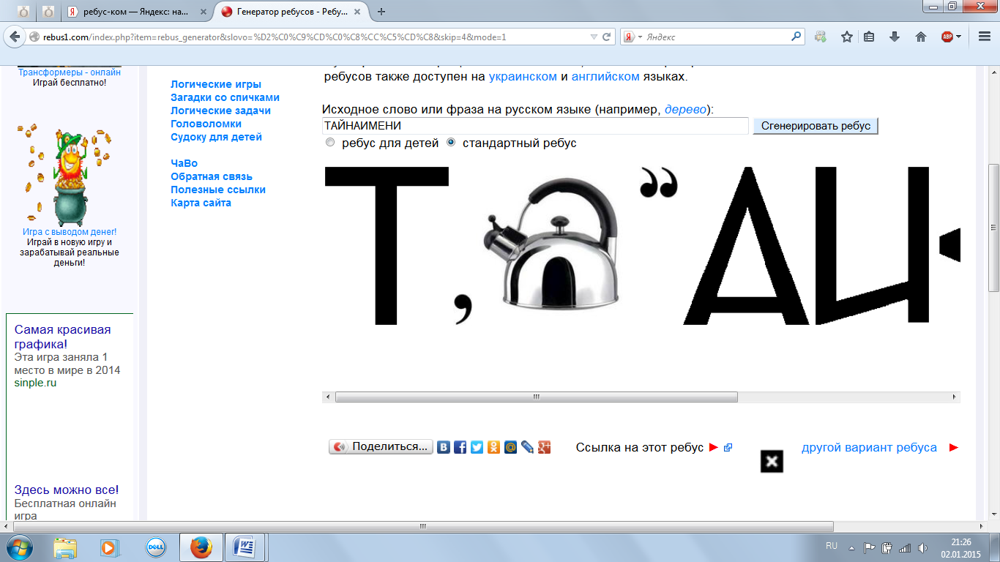 ребус-ком — Яндекс: на...
Генератор ребусов - Ребу...
rebus1.com/index.php?item=rebus_generator&slovo=%D2%C0%C9%CD%C0%C8%CC%C5%CD%C8&skip=4&mode=1
Яндекс
ABP
Трансформеры - онлайн
Играй бесплатно!
Игра с выводом денег!
Играй в новую игру и
зарабатывай реальные
деньги!
Самая красивая
графика!
Эта игра заняла 1
место в мире в 2014
sinple.ru
Здесь можно все!
Бесплатная онлайн
игра
Логические игры
Загадки со спичками
Логические задачи
Головоломки
Судоку для детей
ЧаВо
Обратная связь
Полезные ссылки
Карта сайта
ребусов также доступен на украинском и английском языках.
Исходное слово или фраза на русском языке (например, дерево):
ТАЙНАИМЕНИ
Сгенерировать ребус
ребус для детей стандартный ребус
Т , ” ДИ
Поделиться...
Ссылка на этот ребус
другой вариант ребуса
DELL
RU
21:26
02.01.2015